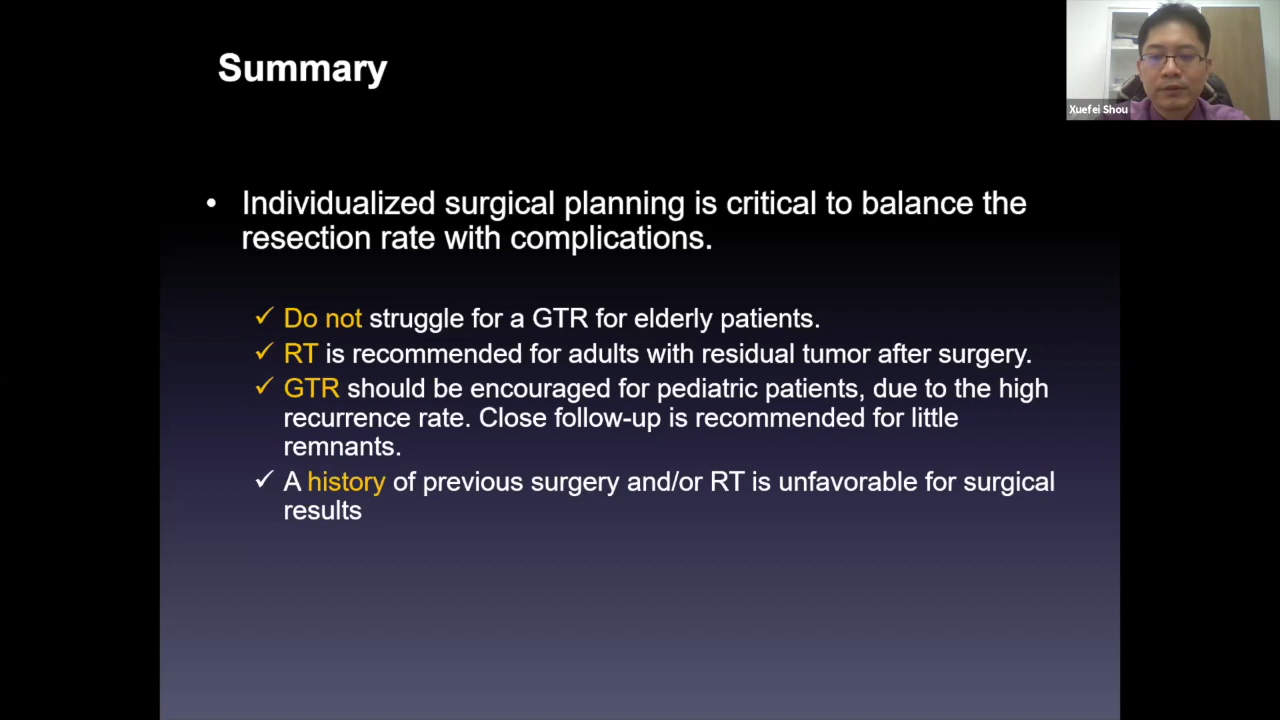 Summary
Xuefei Shou
• Individualized surgical planning is critical to balance the
resection rate with complications.
✓ Do not struggle for a GTR for elderly patients.
✓ RT is recommended for adults with residual tumor after surgery.
✓ GTR should be encouraged for pediatric patients, due to the high
recurrence rate. Close follow-up is recommended for little
remnants.
✓ A history of previous surgery and/or RT is unfavorable for surgical
results